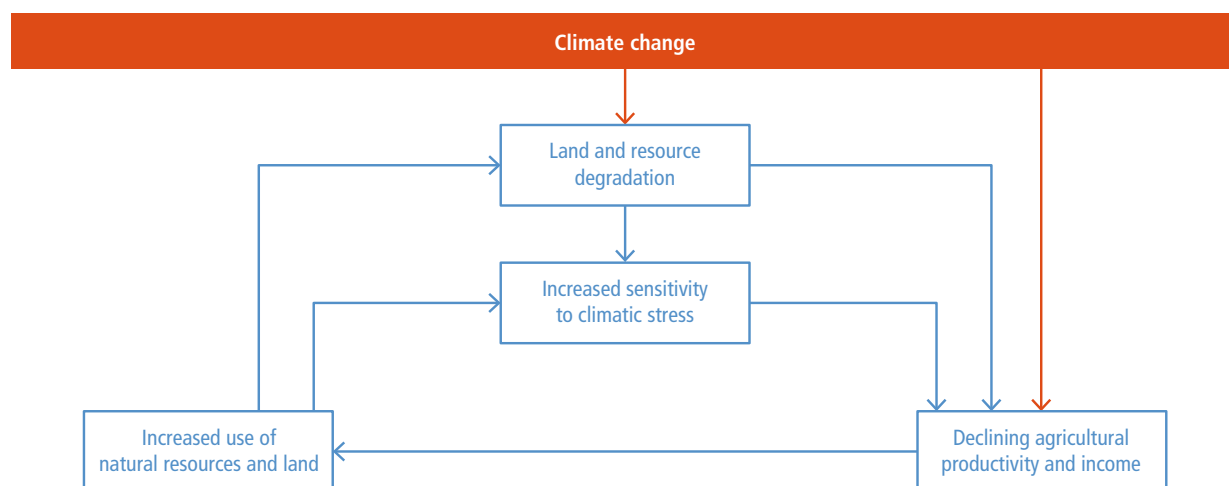 Climate change
Land and resource
degradation
Increased sensitivity
to climatic stress
Increased use of
natural resources and land
Declining agricultural
productivity and income